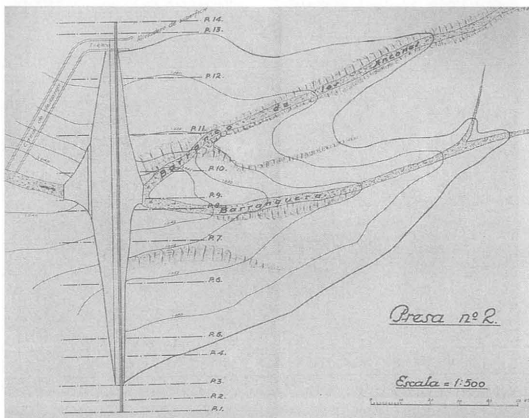 P.14.
P.13.
P.12.
P.11.
Barranco de los Ancones
P.10.
P.9.
P.8.
Barranquera
P.7.
P.6.
P.5.
P.4.
P.3.
P.2.
P.1.
Presa nº 2.
Escala = 1:500